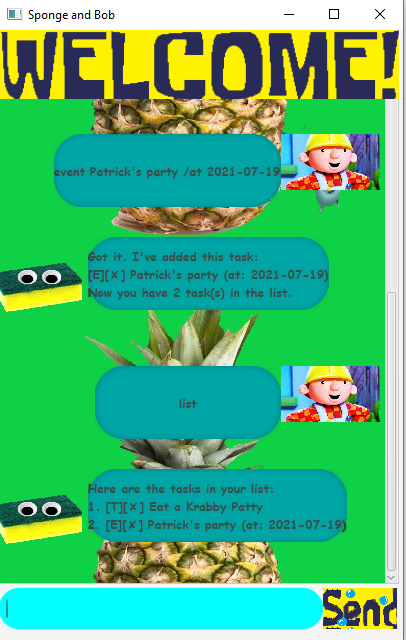 Sponge and Bob
WELCOME!
event Patrick's party /at 2021-07-19
Got it. I've added this task:
[E][✘] Patrick's party (at: 2021-07-19)
Now you have 2 task(s) in the list.
list
Here are the tasks in your list:
1. [T][✘] Eat a Krabby Patty
2. [E][✘] Patrick's party (at: 2021-07-19)
Send